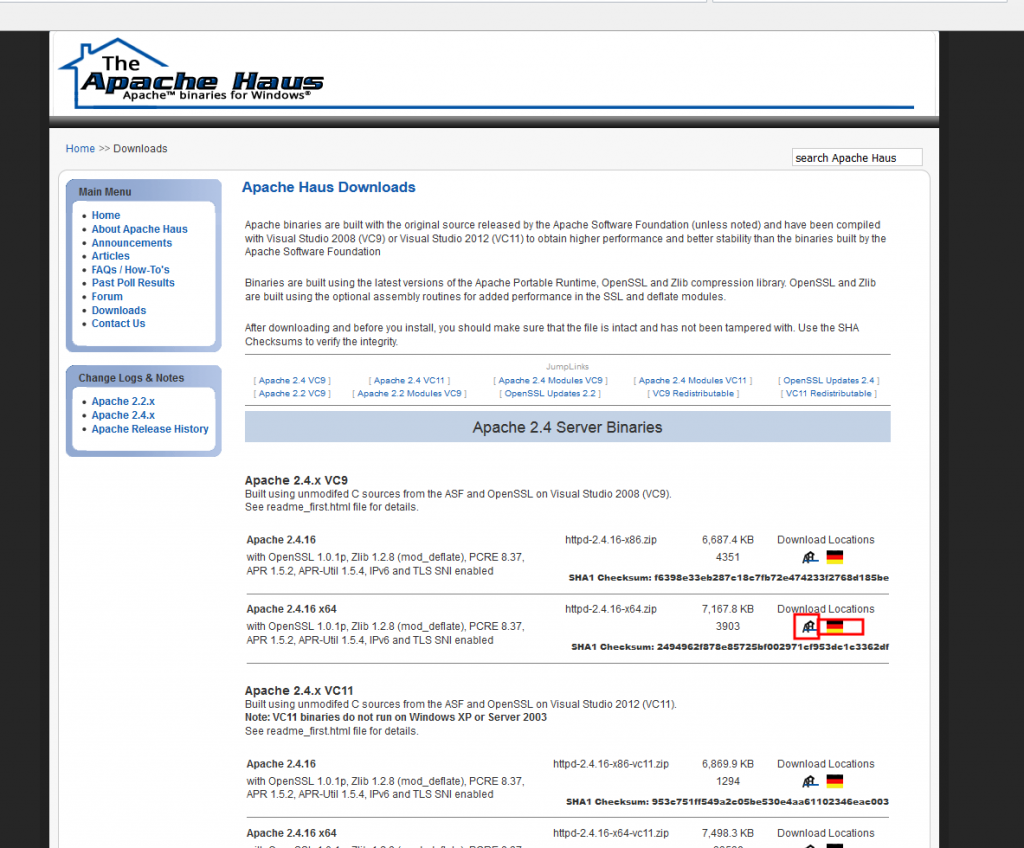 The
Apache Haus
Apache™ binaries for Windows®
Home >> Downloads
search Apache Haus
Main Menu
Home
About Apache Haus
Announcements
Articles
FAQs / How-To's
Past Poll Results
Forum
Downloads
Contact Us
Change Logs & Notes
Apache 2.2.x
Apache 2.4.x
Apache Release History
Apache Haus Downloads
Apache binaries are built with the original source released by the Apache Software Foundation (unless noted) and have been compiled
with Visual Studio 2008 (VC9) or Visual Studio 2012 (VC11) to obtain higher performance and better stability than the binaries built by the
Apache Software Foundation
Binaries are built using the latest versions of the Apache Portable Runtime, OpenSSL and Zlib compression library. OpenSSL and Zlib
are built using the optional assembly routines for added performance in the SSL and deflate modules.
After downloading and before you install, you should make sure that the file is intact and has not been tampered with. Use the SHA
Checksums to verify the integrity.
JumpLinks
[ Apache 2.4 VC9 ] [ Apache 2.4 VC11 ] [ Apache 2.4 Modules VC9 ] [ Apache 2.4 Modules VC11 ] [ OpenSSL Updates 2.4 ]
[ Apache 2.2 VC9 ] [ Apache 2.2 Modules VC9 ] [ OpenSSL Updates 2.2 ] [ VC9 Redistributable ] [ VC11 Redistributable ]
Apache 2.4 Server Binaries
Apache 2.4.x VC9
Built using unmodifed C sources from the ASF and OpenSSL on Visual Studio 2008 (VC9).
See readme_first.html file for details.
Apache 2.4.16 httpd-2.4.16-x86.zip 6,687.4 KB Download Locations
with OpenSSL 1.0.1p, Zlib 1.2.8 (mod_deflate), PCRE 8.37, 4351
APR 1.5.2, APR-Util 1.5.4, IPv6 and TLS SNI enabled
SHA1 Checksum: f6398e33eb287c18c7fb72e474233f2768d185be
Apache 2.4.16 x64 httpd-2.4.16-x64.zip 7,167.8 KB Download Locations
with OpenSSL 1.0.1p, Zlib 1.2.8 (mod_deflate), PCRE 8.37, 3903
APR 1.5.2, APR-Util 1.5.4, IPv6 and TLS SNI enabled
SHA1 Checksum: 2494962f878e85725bf002971cf953dc1c3362df
Apache 2.4.x VC11
Built using unmodifed C sources from the ASF and OpenSSL on Visual Studio 2012 (VC11).
Note: VC11 binaries do not run on Windows XP or Server 2003
See readme_first.html file for details.
Apache 2.4.16 httpd-2.4.16-x86-vc11.zip 6,869.9 KB Download Locations
with OpenSSL 1.0.1p, Zlib 1.2.8 (mod_deflate), PCRE 8.37, 1294
APR 1.5.2, APR-Util 1.5.4, IPv6 and TLS SNI enabled
SHA1 Checksum: 953c751ff549a2c05be530e4aa61102346eac003
Apache 2.4.16 x64 httpd-2.4.16-x64-vc11.zip 7,498.3 KB Download Locations